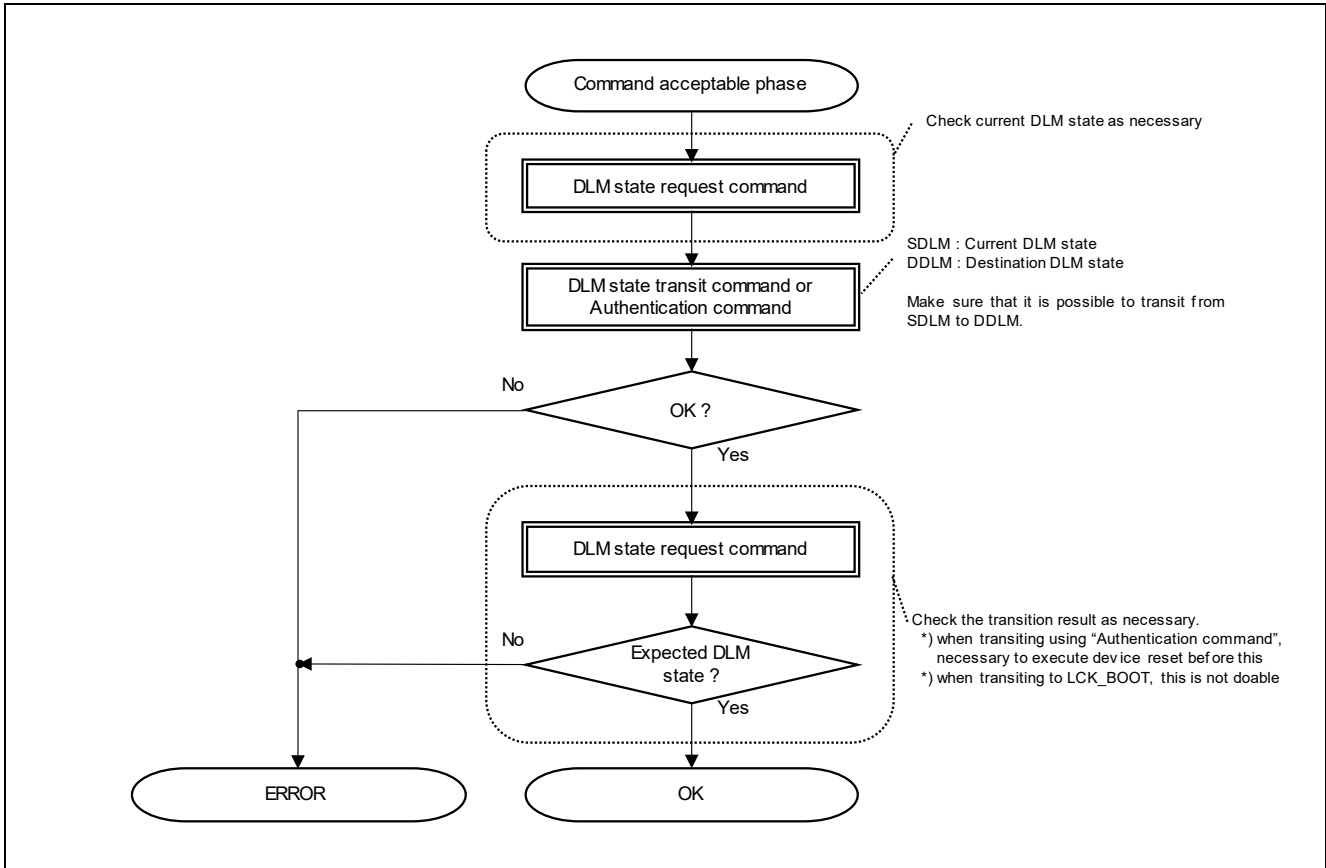 Command acceptable phase
Check current DLM state as necessary
DLM state request command
SDLM : Current DLM state
DDLM : Destination DLM state
DLM state transit command or
Authentication command
Make sure that it is possible to transit from
SDLM to DDLM.
No
OK ?
Yes
DLM state request command
Check the transition result as necessary.
*) when transiting using “Authentication command”,
necessary to execute device reset before this
*) when transiting to LCK_BOOT, this is not doable
No
Expected DLM
state ?
Yes
ERROR
OK